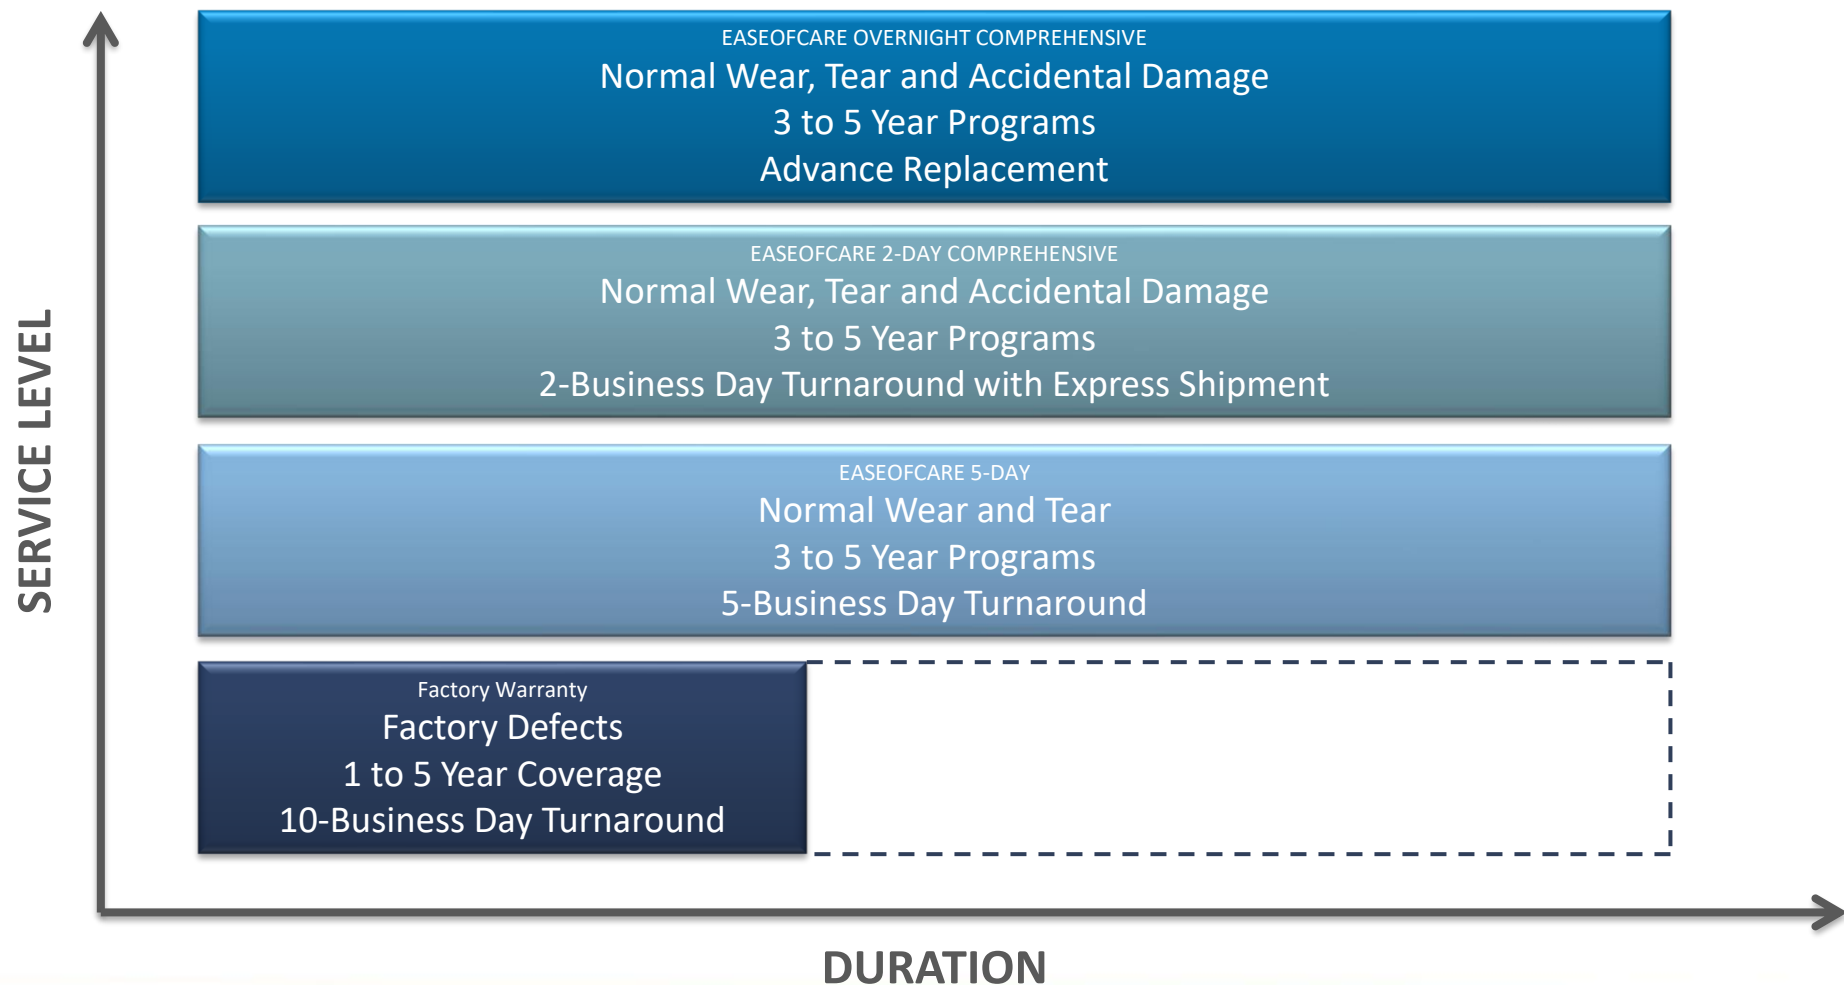 EASEOFCARE OVERNIGHT COMPREHENSIVE
Normal Wear, Tear and Accidental Damage
3 to 5 Year Programs
Advance Replacement
EASEOFCARE 2-DAY COMPREHENSIVE
Normal Wear, Tear and Accidental Damage
3 to 5 Year Programs
2-Business Day Turnaround with Express Shipment
EASEOFCARE 5-DAY
Normal Wear and Tear
3 to 5 Year Programs
5-Business Day Turnaround
Factory Warranty
Factory Defects
1 to 5 Year Coverage
10-Business Day Turnaround
SERVICE LEVEL
DURATION